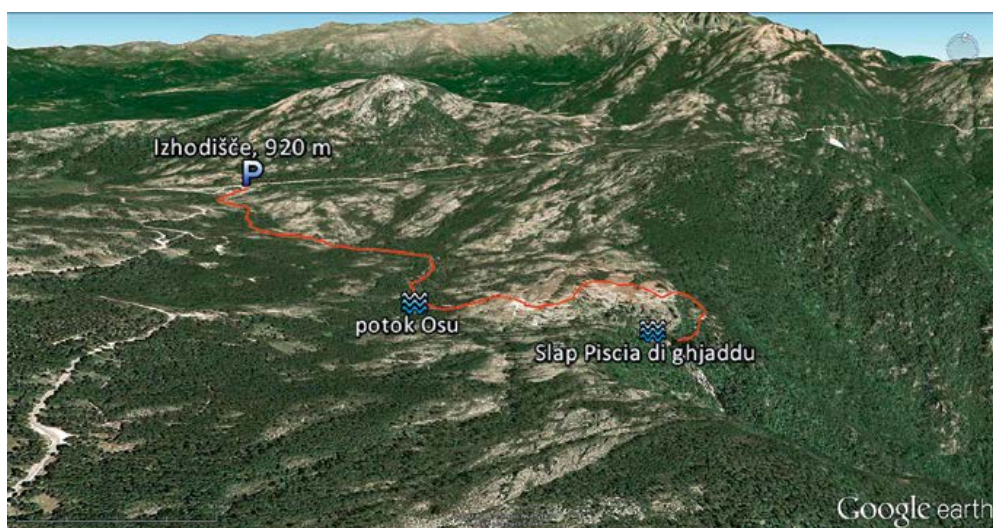 Izhodišče, 920 m
P
potok Osu
Slap Piscia di ghjaddu
Google earth